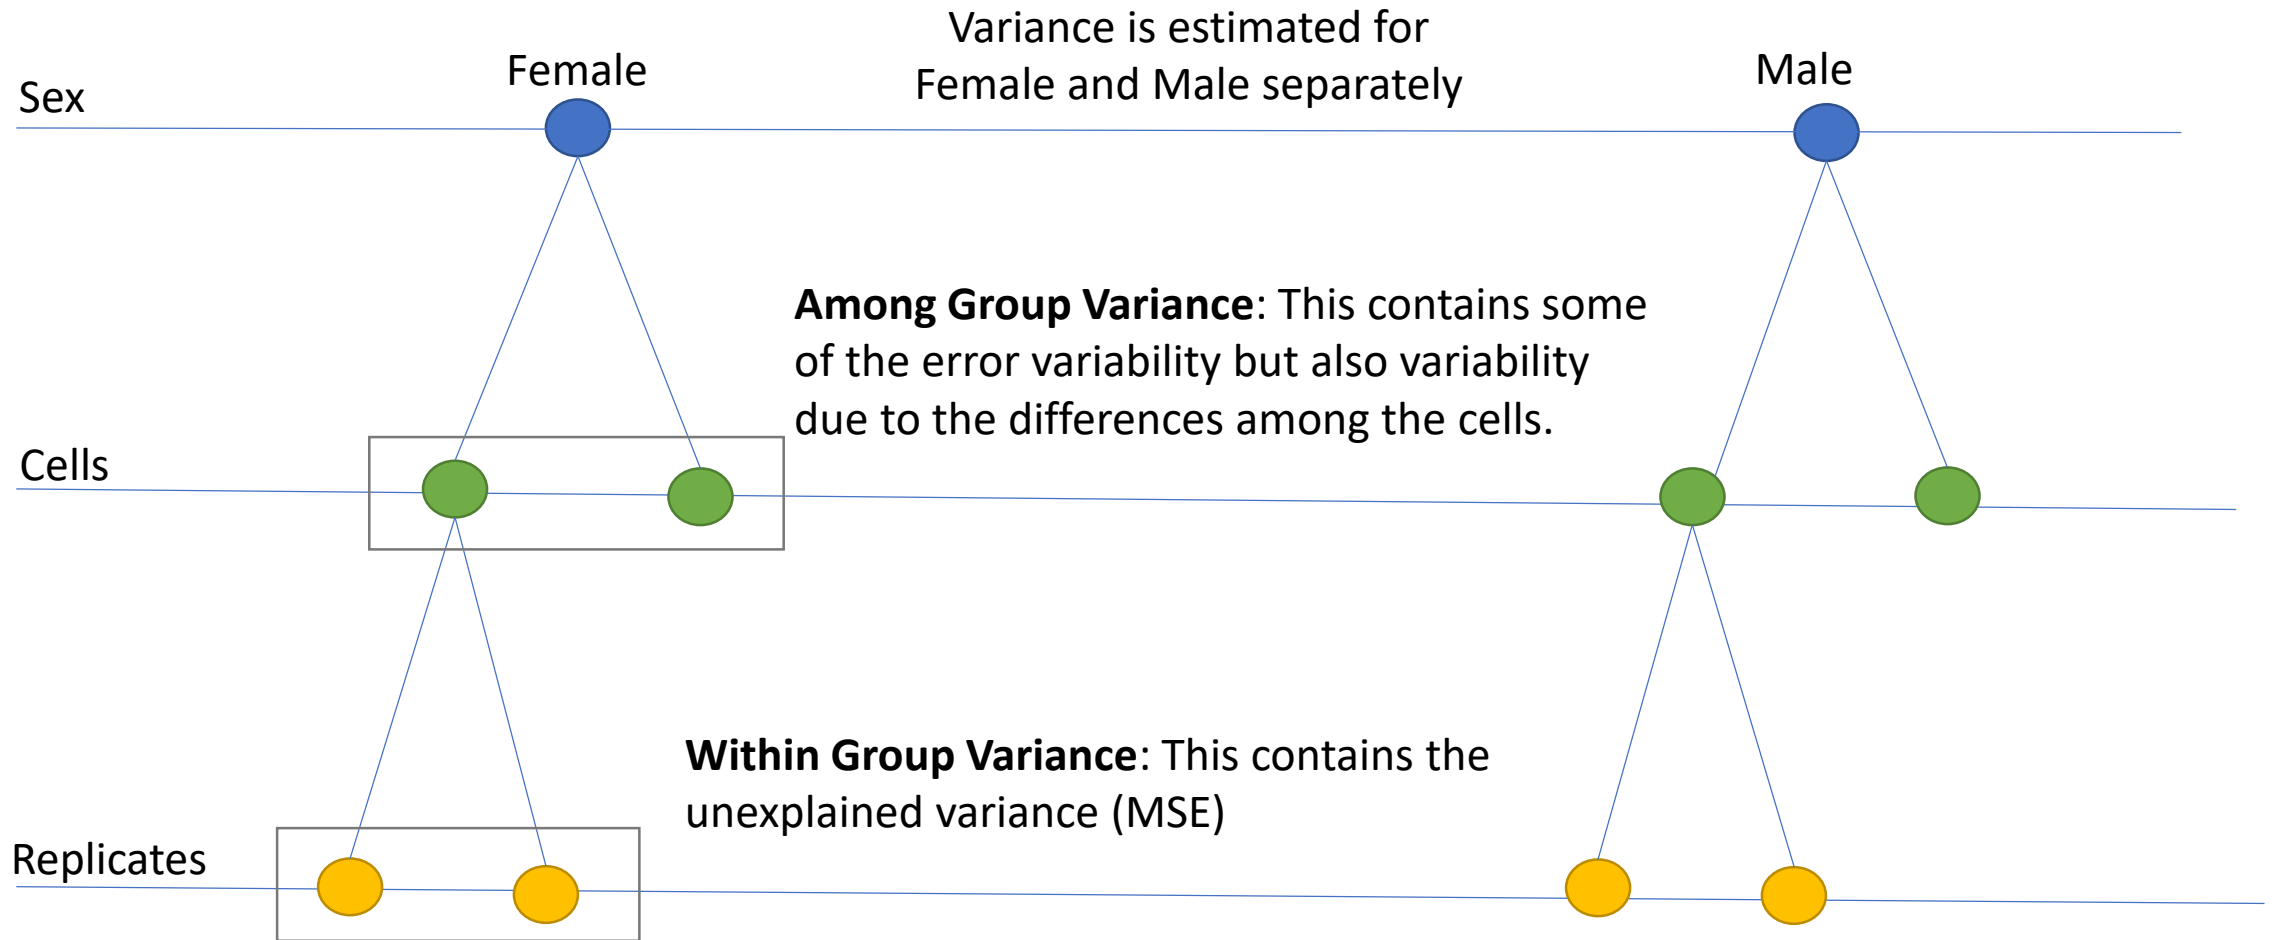 Variance is estimated for
Female and Male separately
Female
Male
Sex
Among Group Variance: This contains some
of the error variability but also variability
due to the differences among the cells.
Cells
Within Group Variance: This contains the
unexplained variance (MSE)
Replicates